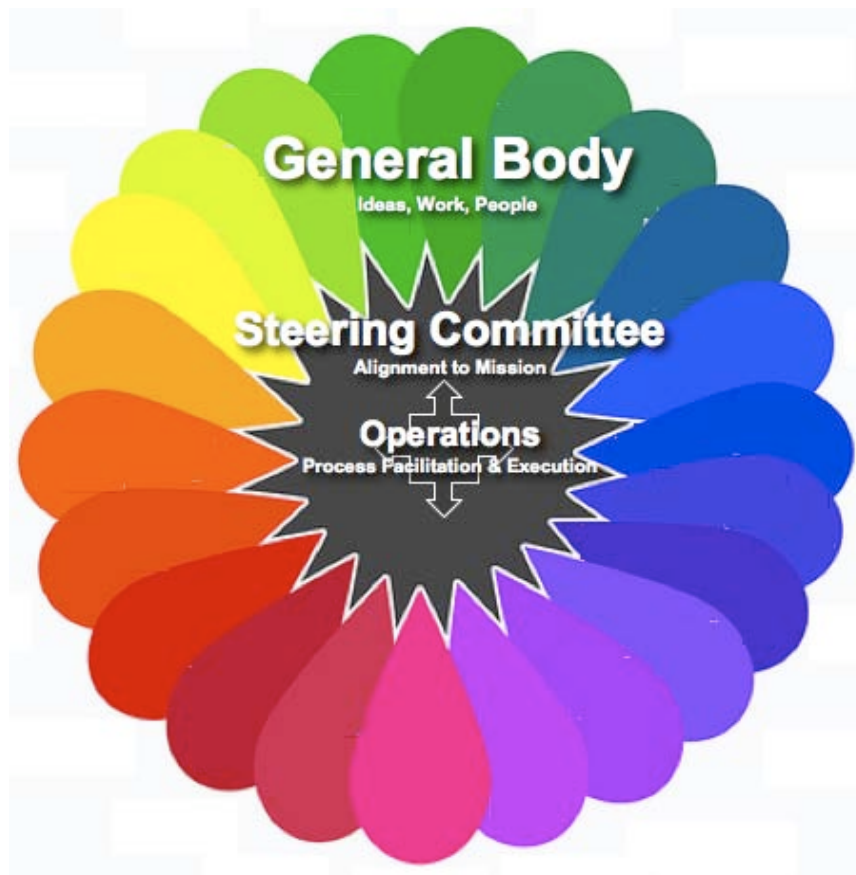 General Body
Ideas, Work, People
Steering Committee
Alignment to Mission
Operations
Process Facilitation & Execution